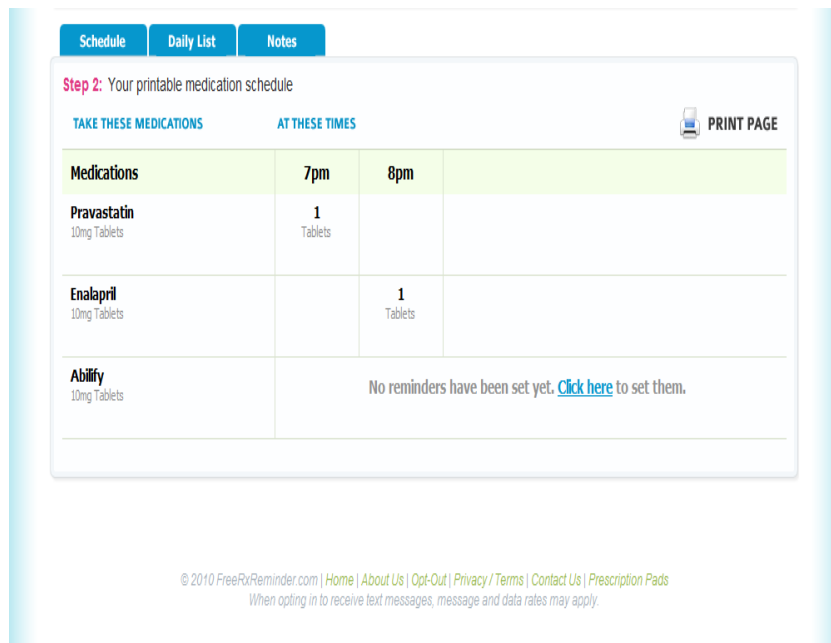 Schedule Daily List Notes
Step 2: Your printable medication schedule
TAKE THESE MEDICATIONS AT THESE TIMES PRINT PAGE
Medications 7pm 8pm
Pravastatin 1
10mg Tablets Tablets
Enalapril 1
10mg Tablets Tablets
Abilify
No reminders have been set yet. Click here to set them.
10mg Tablets
© 2010 FreeRxReminder.com | Home | About Us | Opt-Out | Privacy / Terms | Contact Us | Prescription Pads
When opting in to receive text messages, message and data rates may apply.